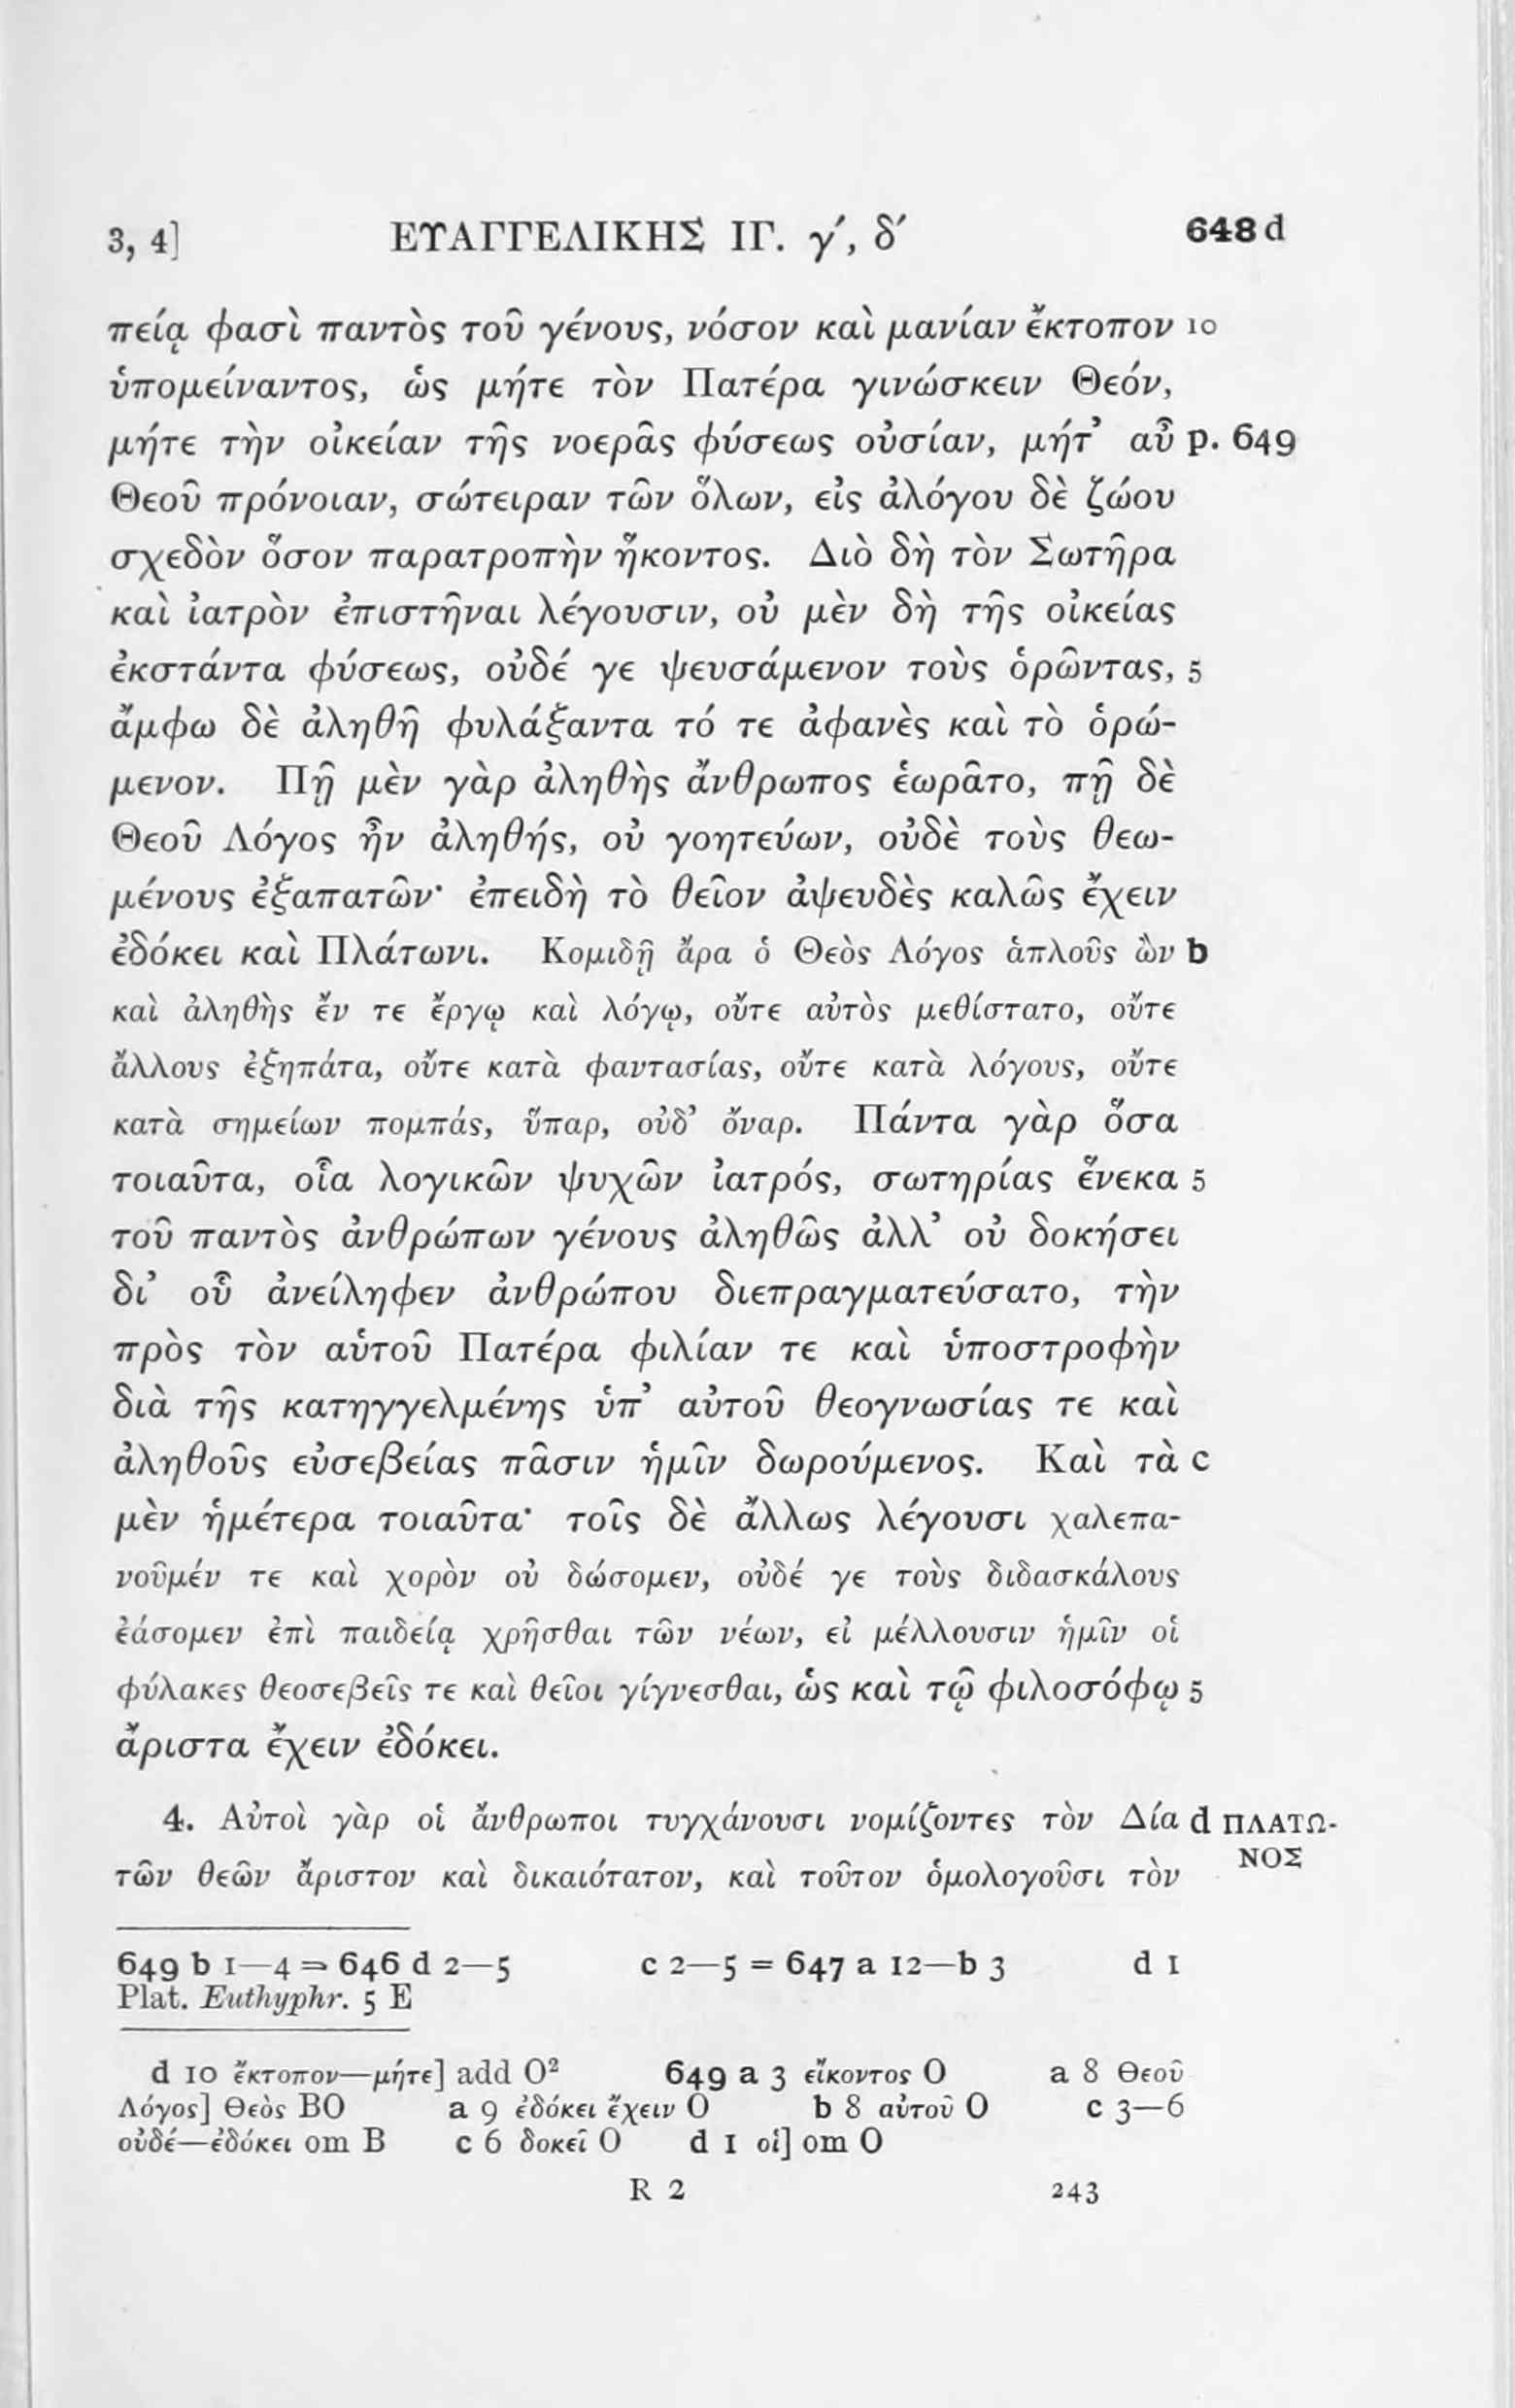 3, 4] ΕΥΑΓΓΕΛΙΚΗΣ ΙΓ. γ′, δ′ 648 d
πείᾳ φασὶ παντὸς τοῦ γένους, νόσον καὶ μανίαν ἔκτοπον 10
ὑπομείναντος, ὡς μήτε τὸν Πατέρα γινώσκειν Θεόν,
μήτε τὴν οἰκείαν τῆς νοερᾶς φύσεως οὐσίαν, μήτ᾽ αὖ p. 649
Θεοῦ πρόνοιαν, σώτειραν τῶν ὅλων, εἰς ἀλόγου δὲ ζώου
σχεδὸν ὅσον παρατροπὴν ἥκοντος. Διὸ δὴ τὸν Σωτῆρα
καὶ ἰατρὸν ἐπιστῆναι λέγουσιν, οὐ μὲν δὴ τῆς οἰκείας
ἐκστάντα φύσεως, οὐδέ γε ψευσάμενον τοὺς ὁρῶντας, 5
ἄμφω δὲ ἀληθῆ φυλάξαντα τό τε ἀφανὲς καὶ τὸ ὁρώ-
μενον. Πῆ μὲν γὰρ ἀληθὴς ἄνθρωπος ἑωρᾶτο, πῆ δὲ
Θεοῦ Λόγος ἦν ἀληθής, οὐ γοητεύων, οὐδὲ τοὺς θεω-
μένους ἐξαπατῶν· ἐπειδὴ τὸ θεῖον ἀψευδὲς καλῶς ἔχειν
ἐδόκει καὶ Πλάτωνι. Κομιδῇ ἄρα ὁ Θεὸς Λόγος ἁπλοῦς ὢν b
καὶ ἀληθὴς ἔν τε ἔργῳ καὶ λόγῳ, οὔτε αὐτὸς μεθίστατο, οὔτε
ἄλλους ἐξηπάτα, οὔτε κατὰ φαντασίας, οὔτε κατὰ λόγους, οὔτε
κατὰ σημείων πομπάς, ὕπαρ, οὐδ᾽ ὄναρ. Πάντα γὰρ ὅσα
τοιαῦτα, οἷα λογικῶν ψυχῶν ἰατρός, σωτηρίας ἕνεκα 5
τοῦ παντὸς ἀνθρώπων γένους ἀληθῶς ἀλλ᾽ οὐ δοκήσει
δι᾽ οὗ ἀνείληφεν ἀνθρώπου διεπραγματεύσατο, τὴν
πρὸς τὸν αὑτοῦ Πατέρα φιλίαν τε καὶ ὑποστροφὴν
διὰ τῆς κατηγγελμένης ὑπ᾽ αὐτοῦ θεογνωσίας τε καὶ
ἀληθοῦς εὐσεβείας πᾶσιν ἡμῖν δωρούμενος. Καὶ τὰ c
μὲν ἡμέτερα τοιαῦτα· τοῖς δὲ ἄλλως λέγουσι χαλεπα-
νοῦμέν τε καὶ χορὸν οὐ δώσομεν, οὐδέ γε τοὺς διδασκάλους
ἐάσομεν ἐπὶ παιδείᾳ χρῆσθαι τῶν νέων, εἰ μέλλουσιν ἡμῖν οἱ
φύλακες θεοσεβεῖς τε καὶ θεῖοι γίγνεσθαι, ὡς καὶ τῷ φιλοσόφῳ 5
ἄριστα ἔχειν ἐδόκει.
4. Αὐτοὶ γὰρ οἱ ἄνθρωποι τυγχάνουσι νομίζοντες τὸν Δία d ΠΛΑΤΩ-
τῶν θεῶν ἄριστον καὶ δικαιότατον, καὶ τοῦτον ὁμολογοῦσι τὸν ΝΟΣ
649 b 1—4 = 646 d 2—5 c 2—5 = 647 a 12—b 3 d 1
Plat. Euthyphr. 5 E
d 10 ἔκτοπον—μήτε] add O² 649 a 3 εἴκοντος O a 8 Θεοῦ
Λόγος] Θεὸς BO a 9 ἐδόκει ἔχειν O b 8 αὐτοῦ O c 3—6
οὐδέ—ἐδόκει om B c 6 δοκεῖ O d 1 οἱ] om O
R 2 243